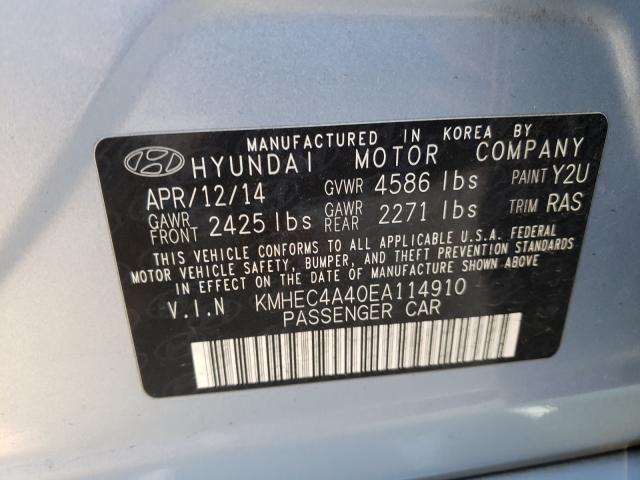 MANUFACTURED IN KOREA BY
HYUNDAI MOTOR COMPANY
APR/12/14 GVWR 4586 lbs PAINT Y2U
GAWR FRONT 2425 lbs GAWR REAR 2271 lbs TRIM RAS
THIS VEHICLE CONFORMS TO ALL APPLICABLE U.S.A. FEDERAL
MOTOR VEHICLE SAFETY, BUMPER, AND THEFT PREVENTION STANDARDS
IN EFFECT ON THE DATE OF MANUFACTURE SHOWN ABOVE.
V.I.N KMHEC4A40EA114910
PASSENGER CAR